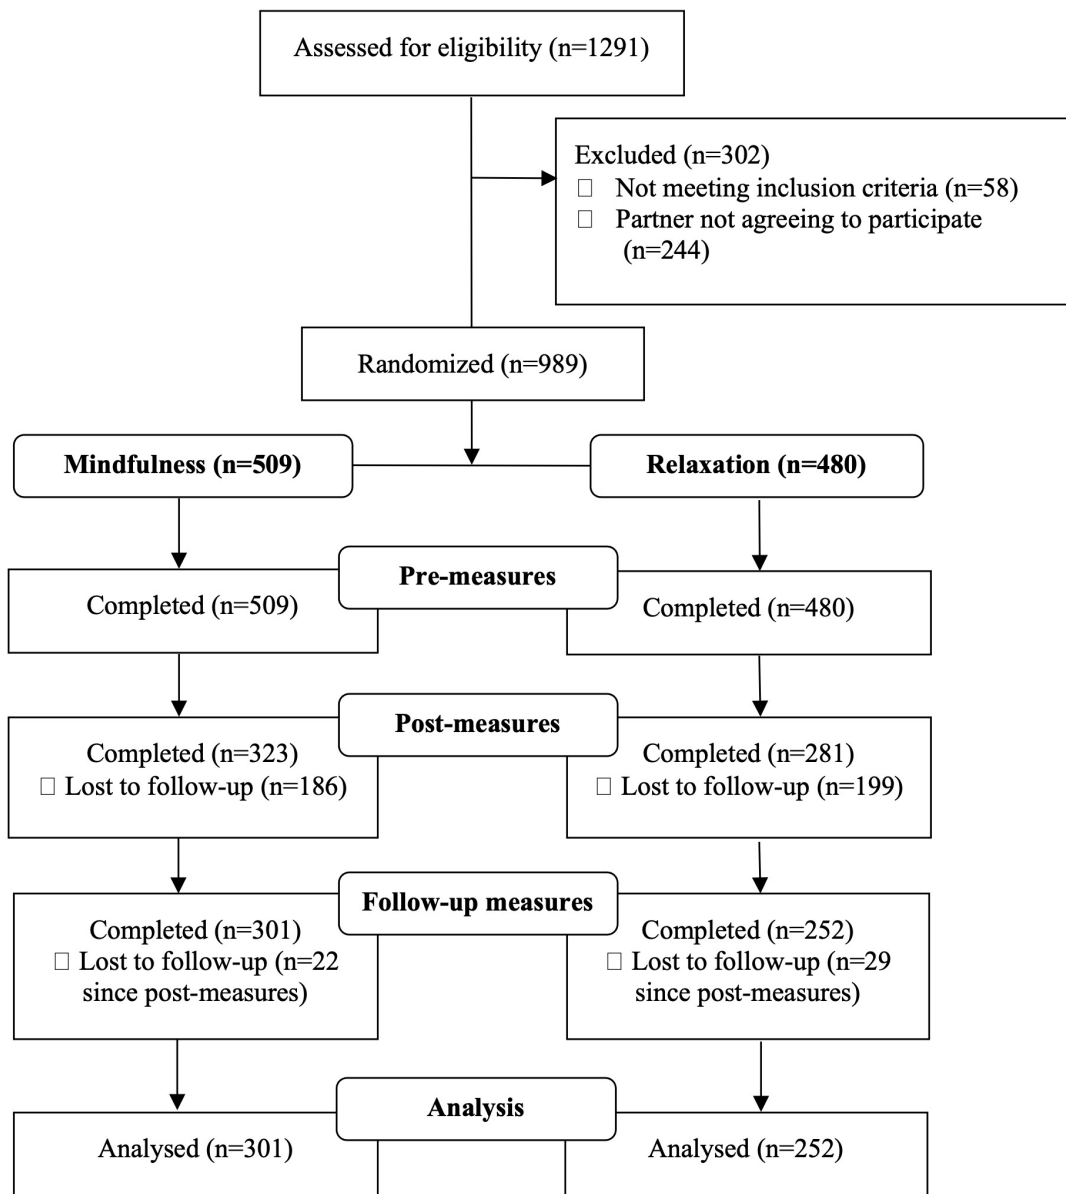 Assessed for eligibility (n=1291)
Excluded (n=302)
□ Not meeting inclusion criteria (n=58)
□ Partner not agreeing to participate
(n=244)
Randomized (n=989)
Mindfulness (n=509)
Relaxation (n=480)
Pre-measures
Completed (n=509)
Completed (n=480)
Post-measures
Completed (n=323)
□ Lost to follow-up (n=186)
Completed (n=281)
□ Lost to follow-up (n=199)
Follow-up measures
Completed (n=301)
□ Lost to follow-up (n=22
since post-measures)
Completed (n=252)
□ Lost to follow-up (n=29
since post-measures)
Analysis
Analysed (n=301)
Analysed (n=252)